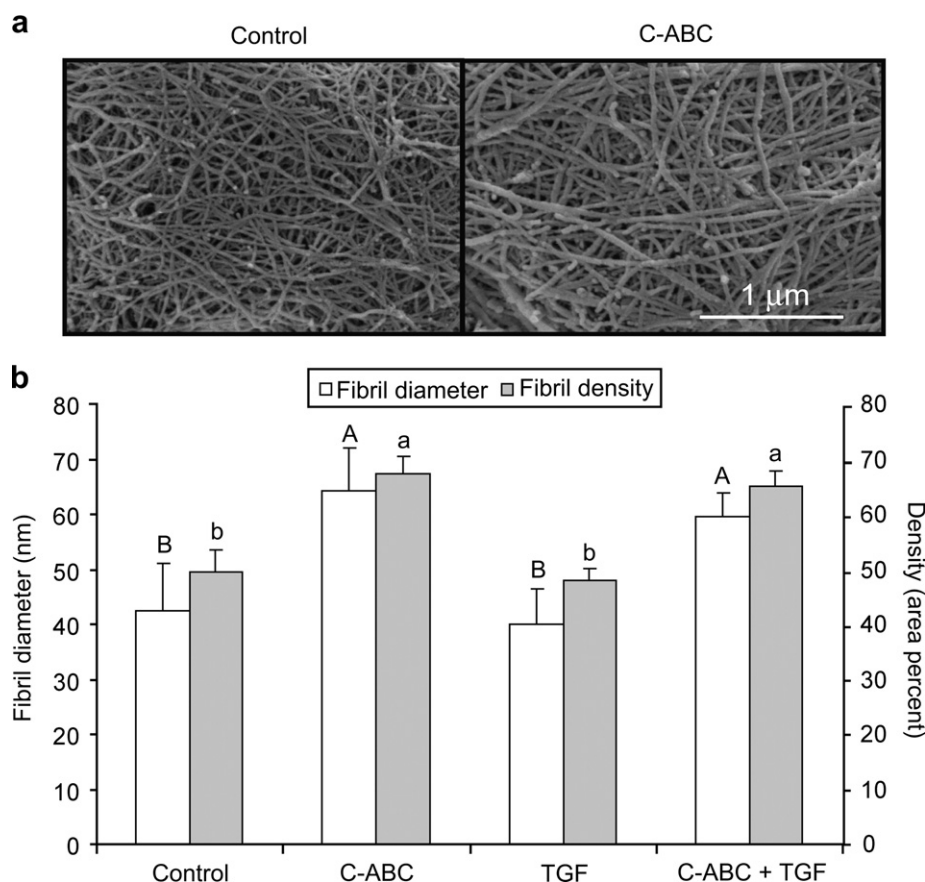 a
Control
C-ABC
1 μm
b
Fibril diameter
Fibril density
Fibril diameter (nm)
80
70
60
50
40
30
20
10
0
B
b
A
a
B
b
A
a
80
70
60
50
40
30
20
10
0
Density (area percent)
Control
C-ABC
TGF
C-ABC + TGF